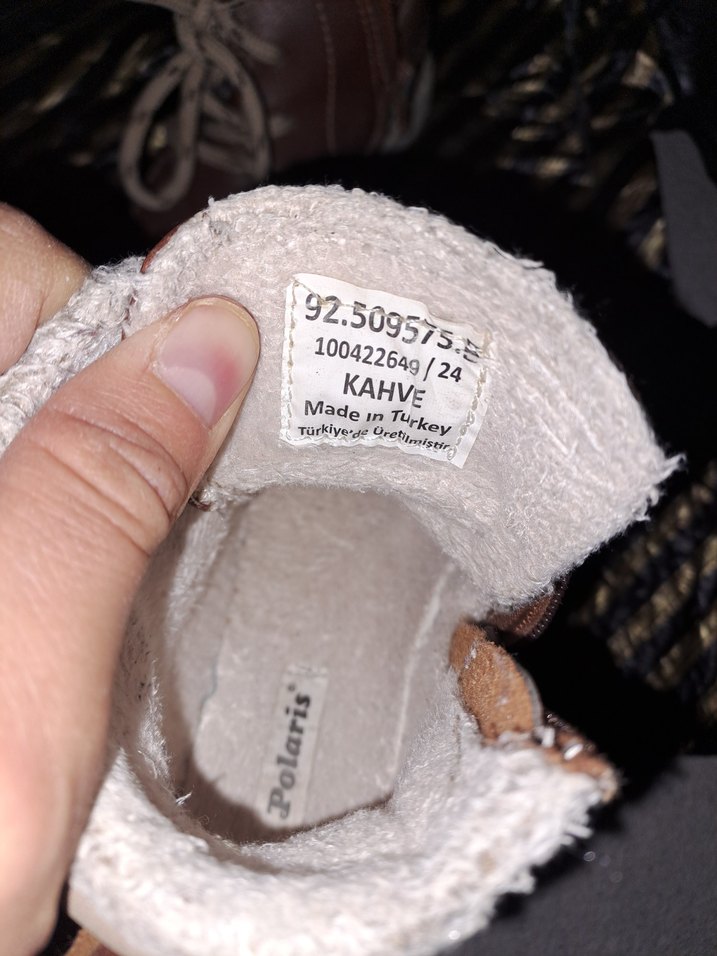 92.509575.B
100422649 / 24
KAHVE
Made in Turkey
Türkiye'de Üretilmiştir.
Polaris®